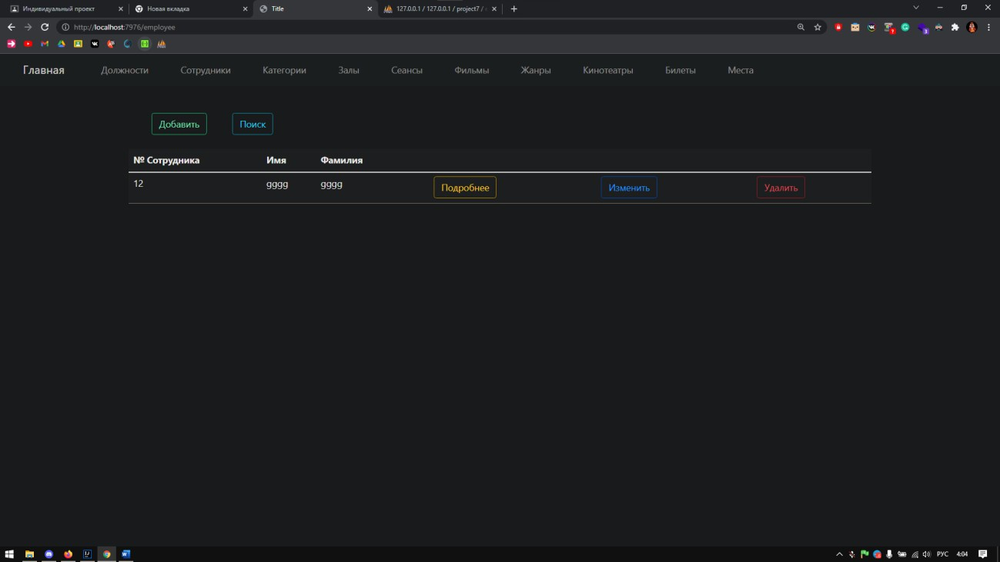 Индивидуальный проект
Новая вкладка
Title
127.0.0.1 / 127.0.0.1 / project7 /
http://localhost:7976/employee
Главная Должности Сотрудники Категории Залы Сеансы Фильмы Жанры Кинотеатры Билеты Места
Добавить Поиск
№ Сотрудника Имя Фамилия
12 gggg gggg Подробнее Изменить Удалить
РУС 4:04